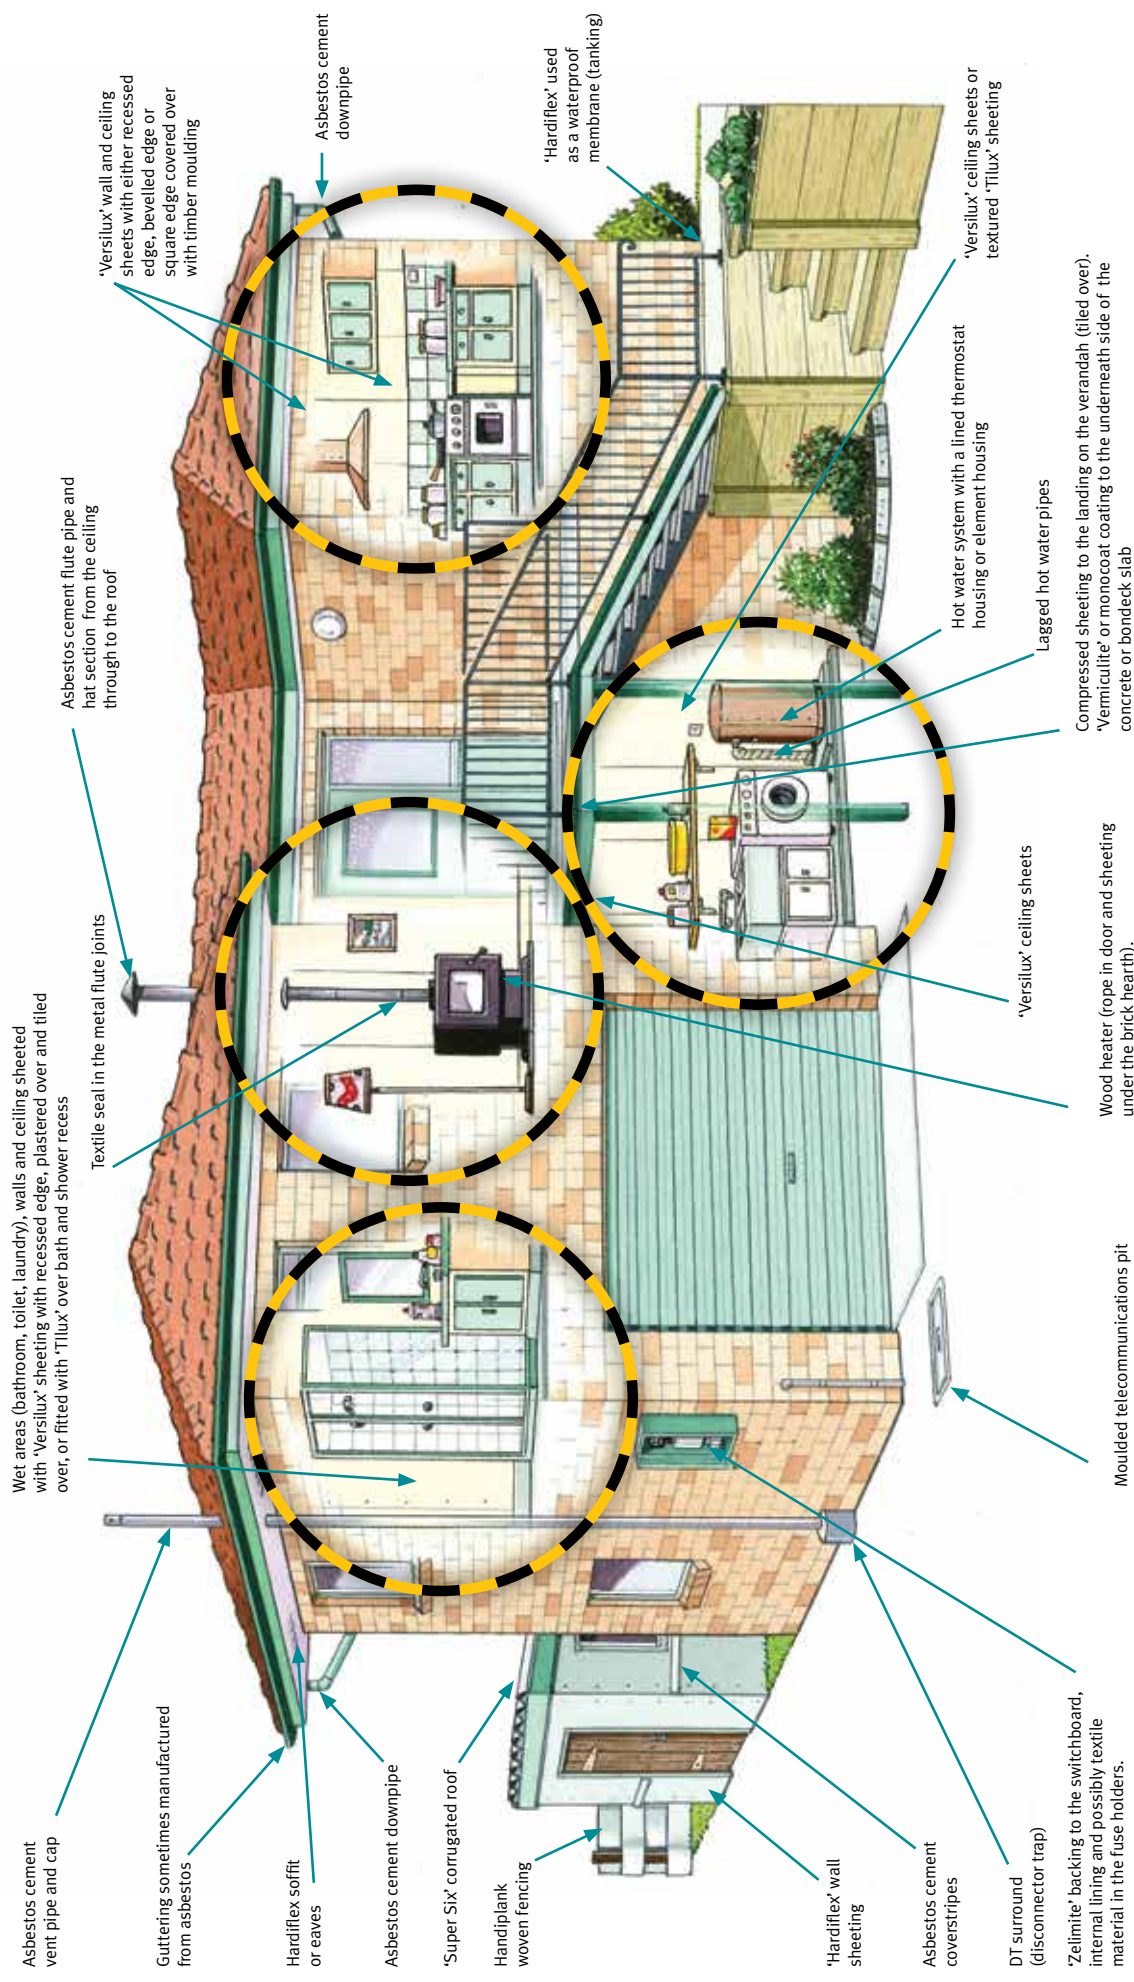 Asbestos cement
vent pipe and cap
Guttering sometimes manufactured
from asbestos
Hardiflex soffit
or eaves
Asbestos cement downpipe
‘Super Six’ corrugated roof
Handiplank
woven fencing
‘Hardiflex’ wall
sheeting
Asbestos cement
coverstripes
DT surround
(disconnector trap)
‘Zelimite’ backing to the switchboard,
internal lining and possibly textile
material in the fuse holders.
Wet areas (bathroom, toilet, laundry), walls and ceiling sheeted
with ‘Versilux’ sheeting with recessed edge, plastered over and tiled
over, or fitted with ‘TIlux’ over bath and shower recess
Textile seal in the metal flute joints
Asbestos cement flute pipe and
hat section from the ceiling
through to the roof
‘Versilux’ wall and ceiling
sheets with either recessed
edge, bevelled edge or
square edge covered over
with timber moulding
Asbestos cement
downpipe
‘Hardiflex’ used
as a waterproof
membrane (tanking)
‘Versilux’ ceiling sheets or
textured ‘Tilux’ sheeting
Hot water system with a lined thermostat
housing or element housing
Lagged hot water pipes
Compressed sheeting to the landing on the verandah (tiled over).
‘Vermiculite’ or monocoat coating to the underneath side of the
concrete or bondeck slab
‘Versilux’ ceiling sheets
Wood heater (rope in door and sheeting
under the brick hearth).
Moulded telecommunications pit